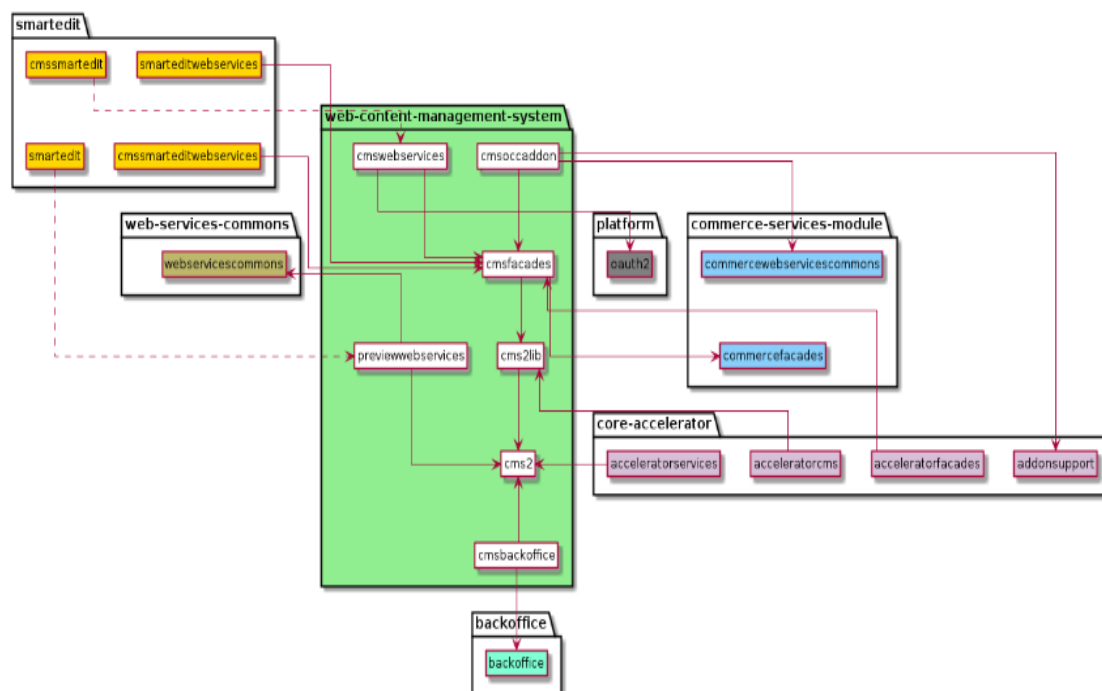 smartedit
cmssmartedit
smarteditwebservices
smartedit
cmssmarteditwebservices
web-content-management-system
cmswebservices
cmsoccaddon
web-services-commons
webservicescommons
platform
oauth2
commerce-services-module
commercewebservicescommons
cmsfacades
previewwebservices
cms2lib
commercefacades
core-accelerator
cms2
acceleratorservices
acceleratorcms
acceleratorfacades
addonsupport
cmsbackoffice
backoffice
backoffice